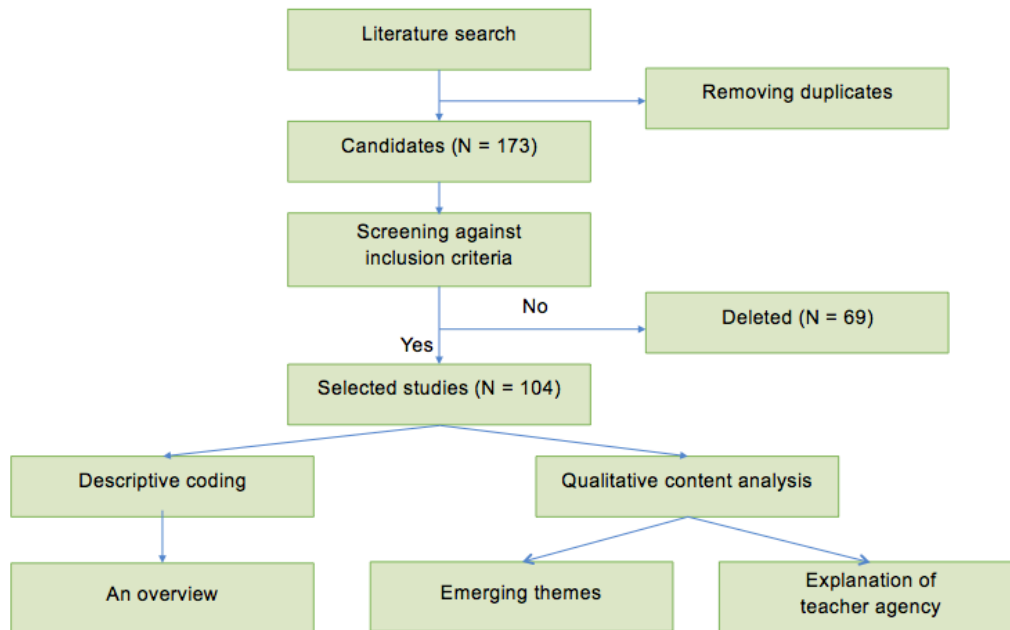 Literature search
Removing duplicates
Candidates (N = 173)
Screening against
inclusion criteria
No
Deleted (N = 69)
Yes
Selected studies (N = 104)
Descriptive coding
Qualitative content analysis
An overview
Emerging themes
Explanation of
teacher agency